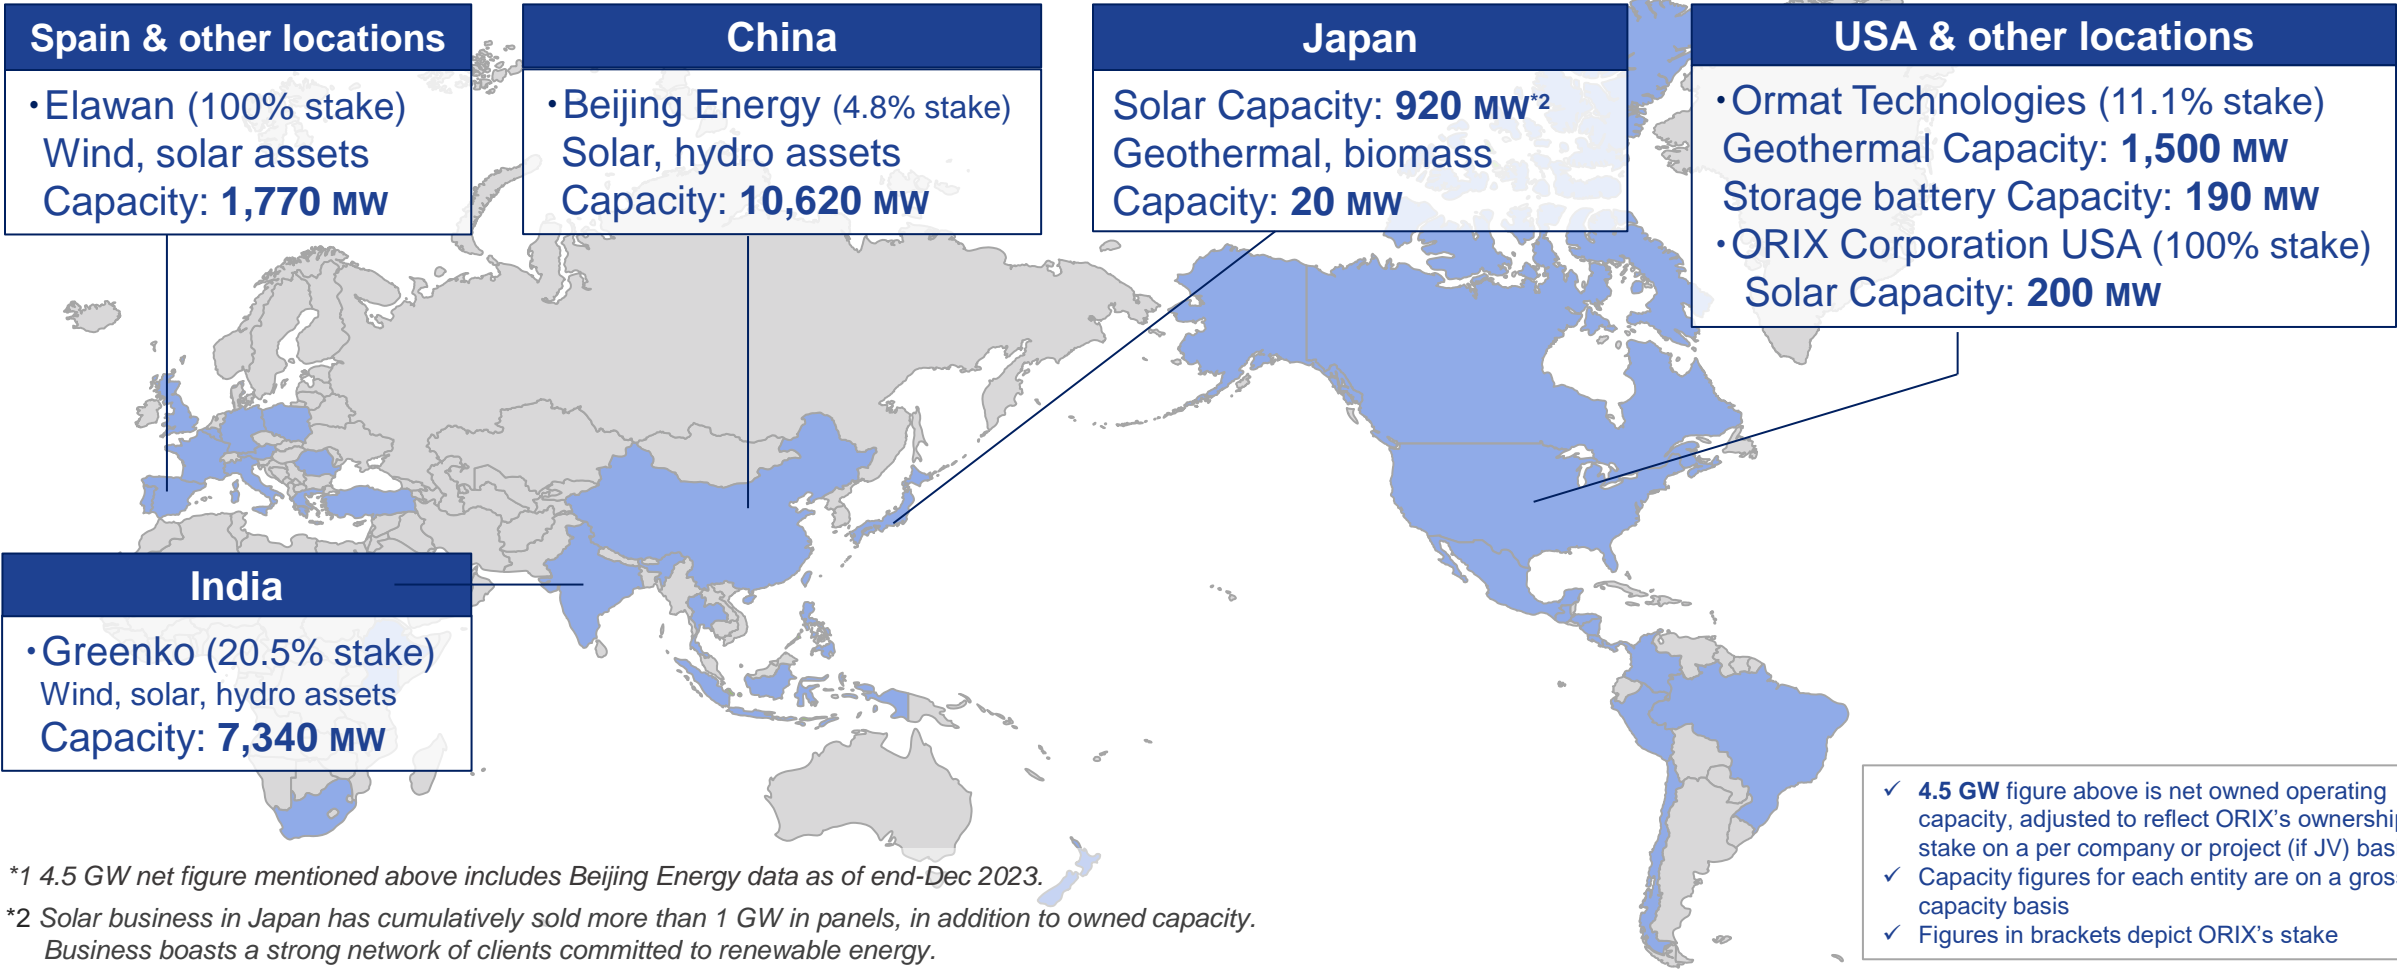 Spain & other locations
・Elawan (100% stake)
Wind, solar assets
Capacity: 1,770 MW
China
・Beijing Energy (4.8% stake)
Solar, hydro assets
Capacity: 10,620 MW
Japan
Solar Capacity: 920 MW*2
Geothermal, biomass
Capacity: 20 MW
USA & other locations
・Ormat Technologies (11.1% stake)
Geothermal Capacity: 1,500 MW
Storage battery Capacity: 190 MW
・ORIX Corporation USA (100% stake)
Solar Capacity: 200 MW
India
・Greenko (20.5% stake)
Wind, solar, hydro assets
Capacity: 7,340 MW
✓ 4.5 GW figure above is net owned operating
capacity, adjusted to reflect ORIX's
stake on a per company or project (if JV)
✓ Capacity figures for each entity are on a
capacity basis
✓ Figures in brackets depict ORIX's stake
*1 4.5 GW net figure mentioned above includes Beijing Energy data as of end-Dec 2023.
*2 Solar business in Japan has cumulatively sold more than 1 GW in panels, in addition to owned capacity.
Business boasts a strong network of clients committed to renewable energy.